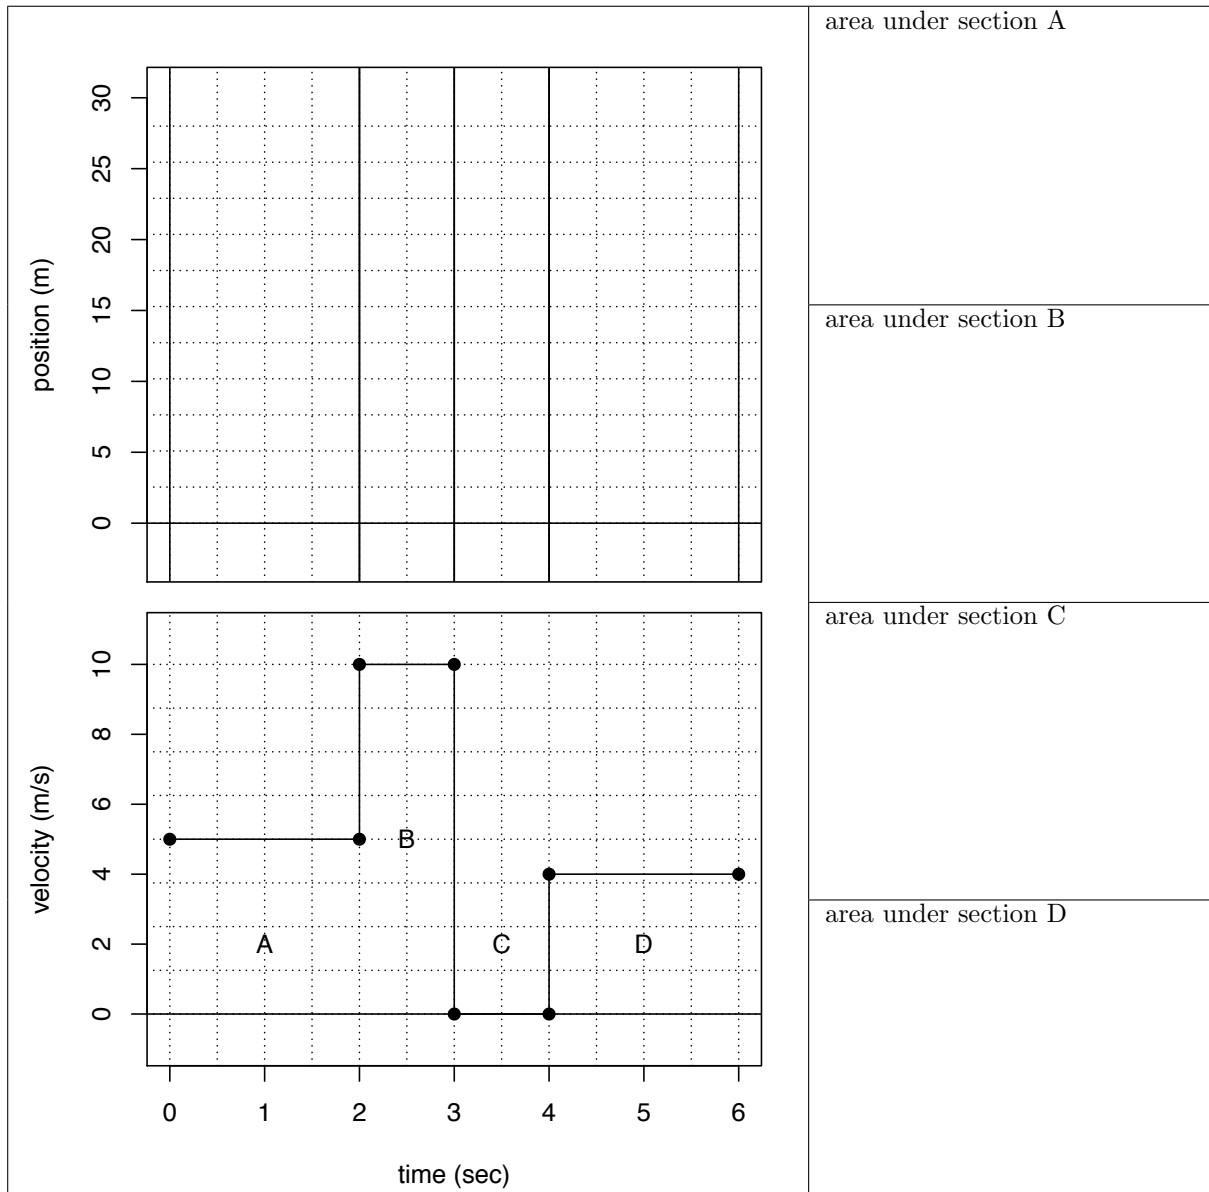 area under section A
30
25
20
15
10
5
0
position (m)
area under section B
area under section C
10
8
6
4
2
0
velocity (m/s)
A
B
C
D
0 1 2 3 4 5 6
time (sec)
area under section D